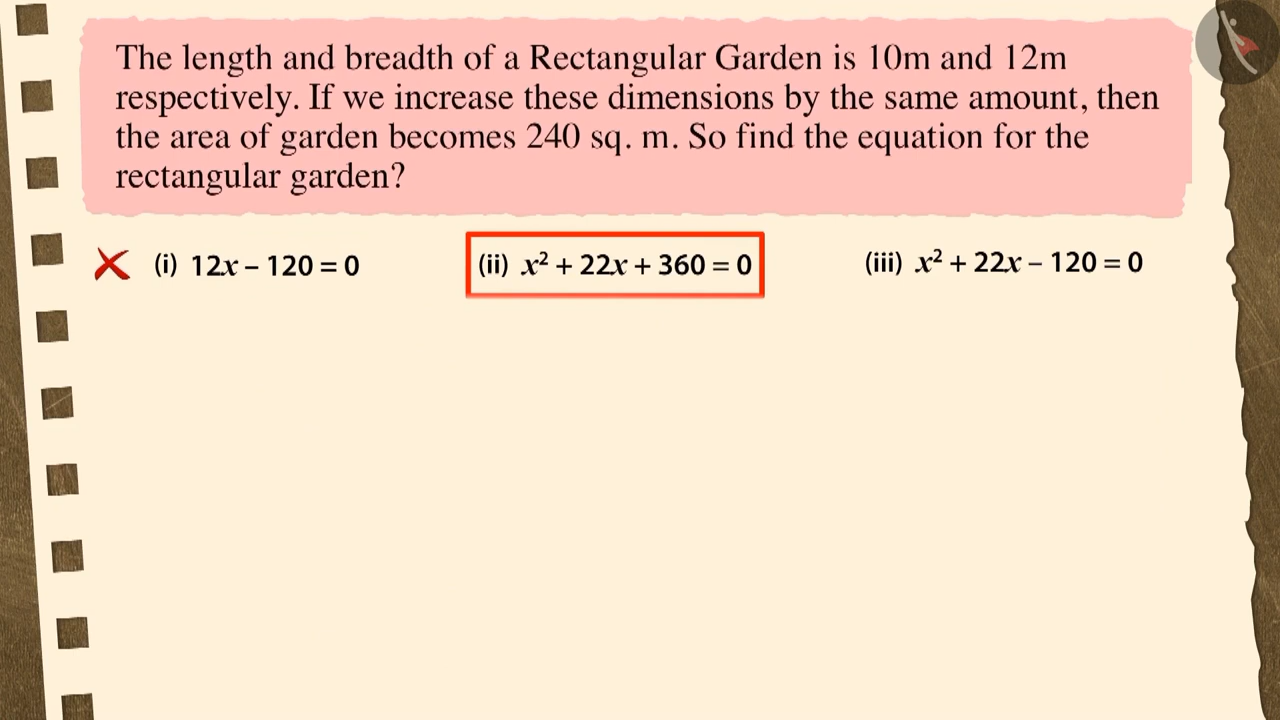 The length and breadth of a Rectangular Garden is 10m and 12m
respectively. If we increase these dimensions by the same amount, then
the area of garden becomes 240 sq. m. So find the equation for the
rectangular garden?
(i) 12x – 120 = 0
(ii) x² + 22x + 360 = 0
(iii) x² + 22x – 120 = 0